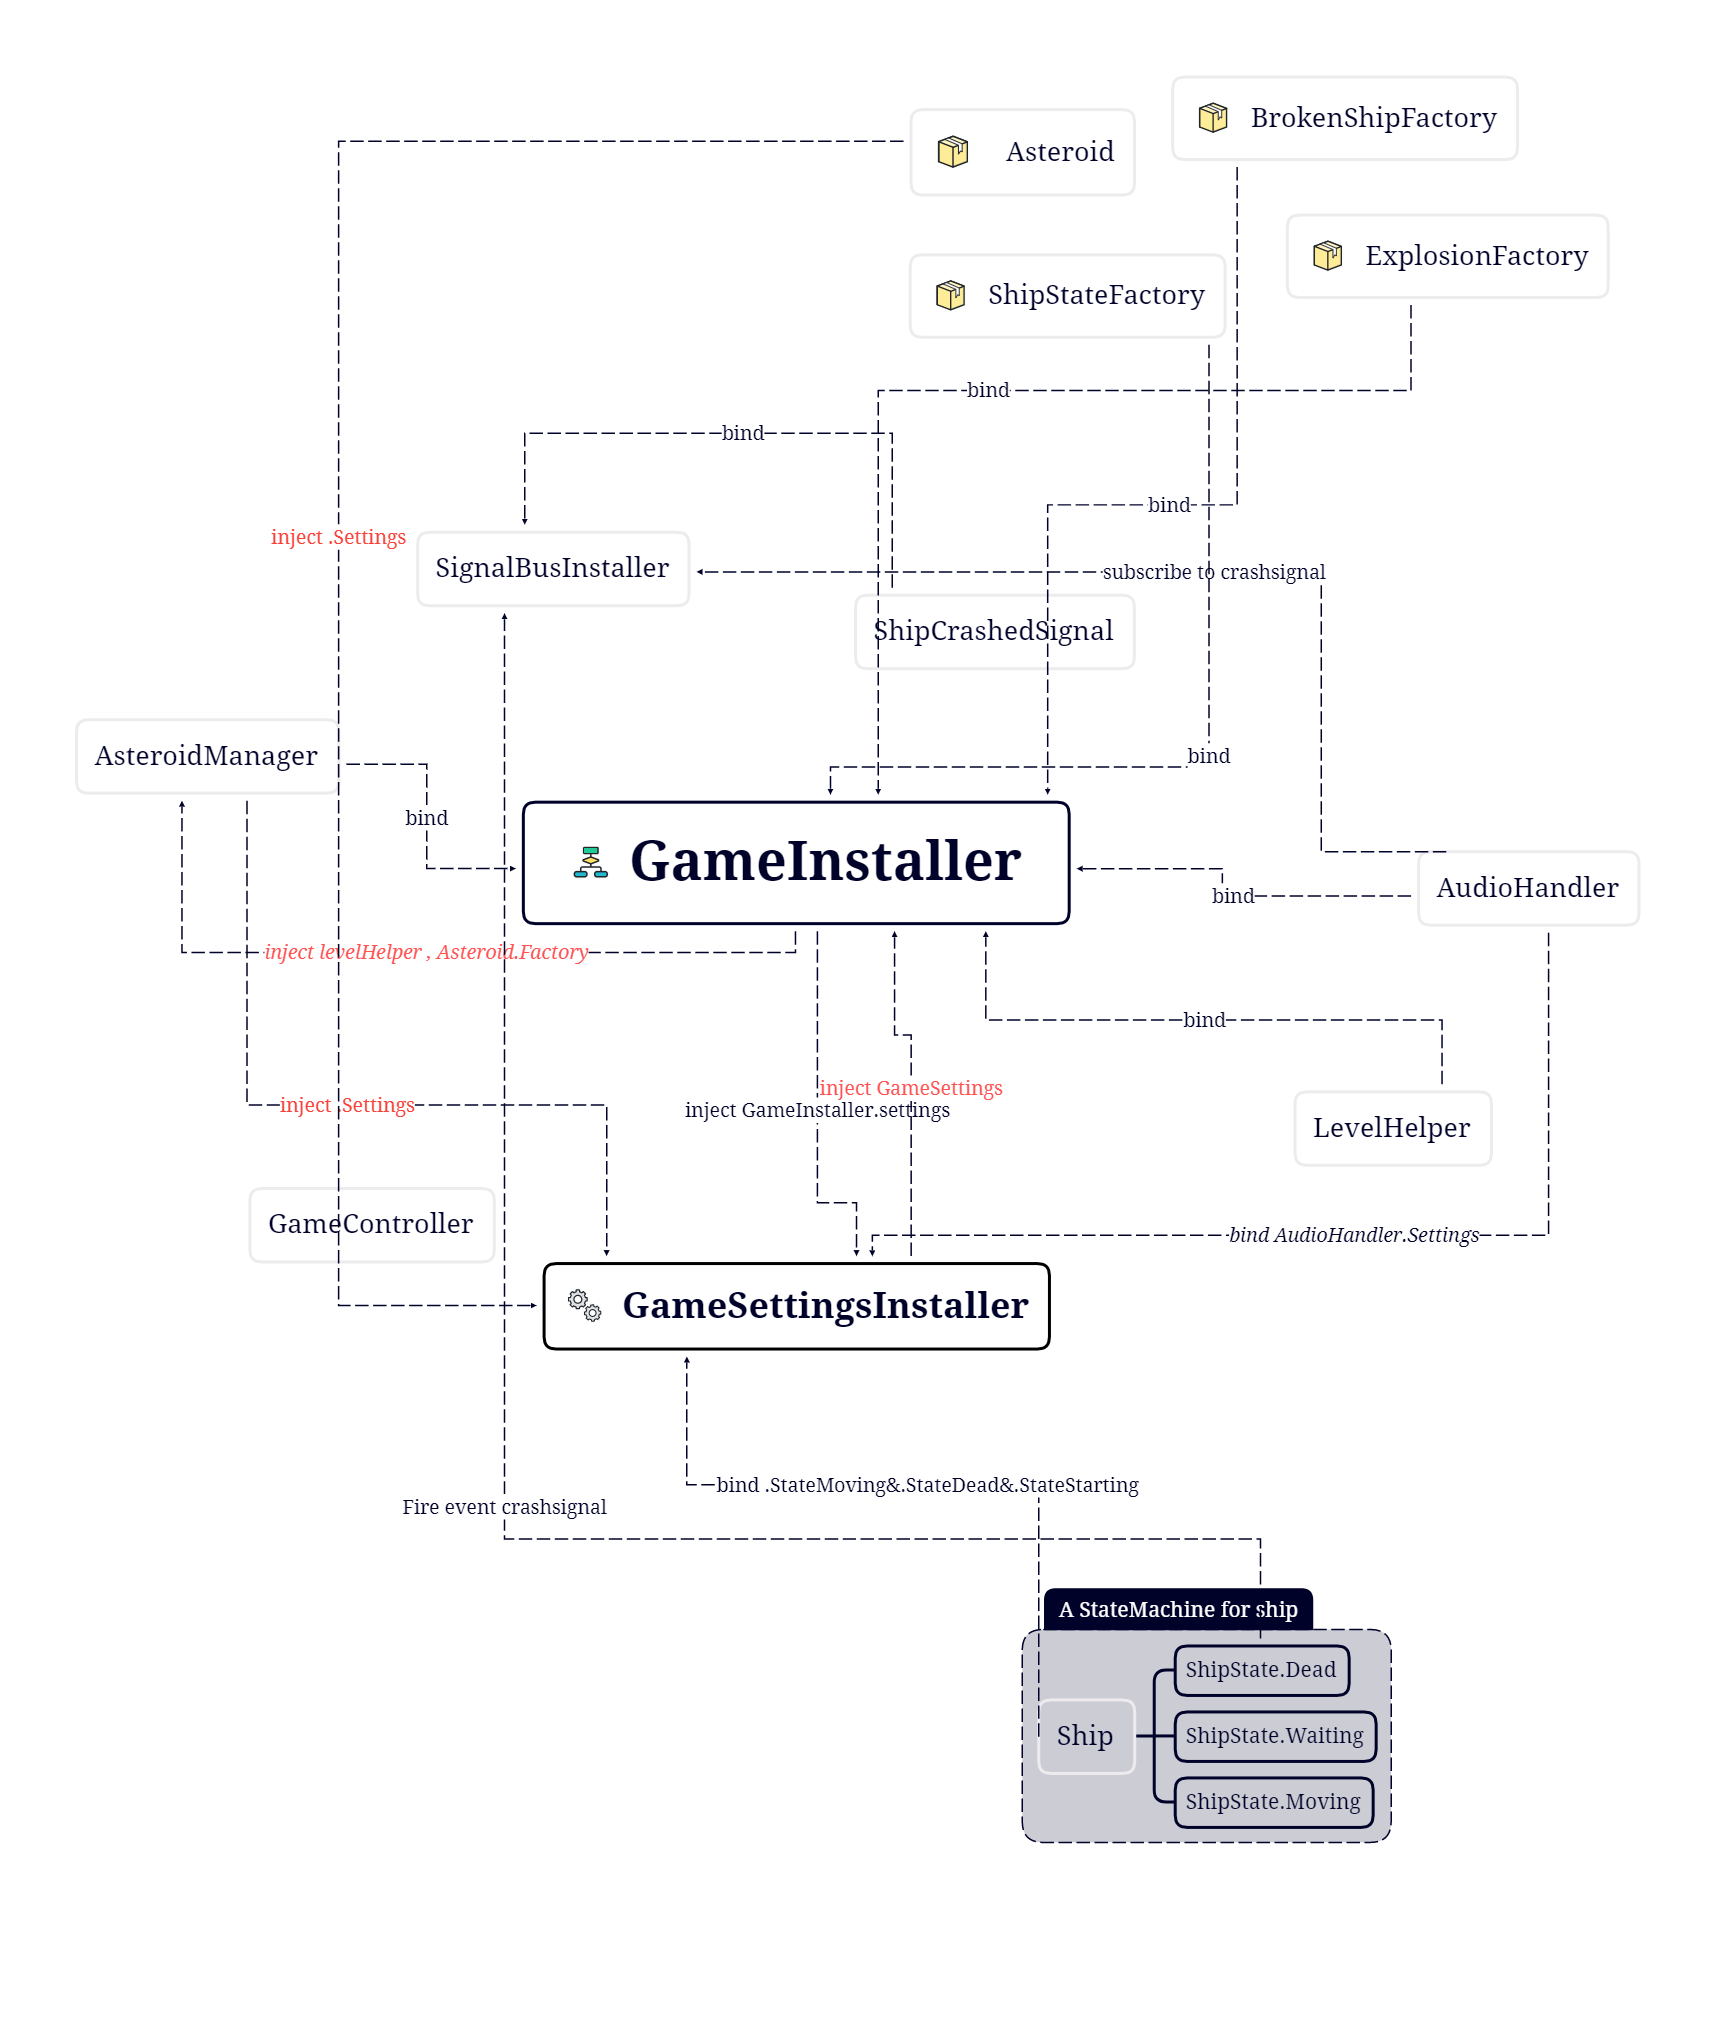 BrokenShipFactory
Asteroid
ExplosionFactory
ShipStateFactory
bind
bind
bind
inject .Settings
SignalBusInstaller
subscribe to crashsignal
ShipCrashedSignal
AsteroidManager
bind
bind
GameInstaller
AudioHandler
bind
inject levelHelper , Asteroid.Factory
bind
inject GameSettings
inject .Settings
inject GameInstaller.settings
LevelHelper
GameController
bind AudioHandler.Settings
GameSettingsInstaller
bind .StateMoving&.StateDead&.StateStarting
Fire event crashsignal
A StateMachine for ship
ShipState.Dead
Ship
ShipState.Waiting
ShipState.Moving